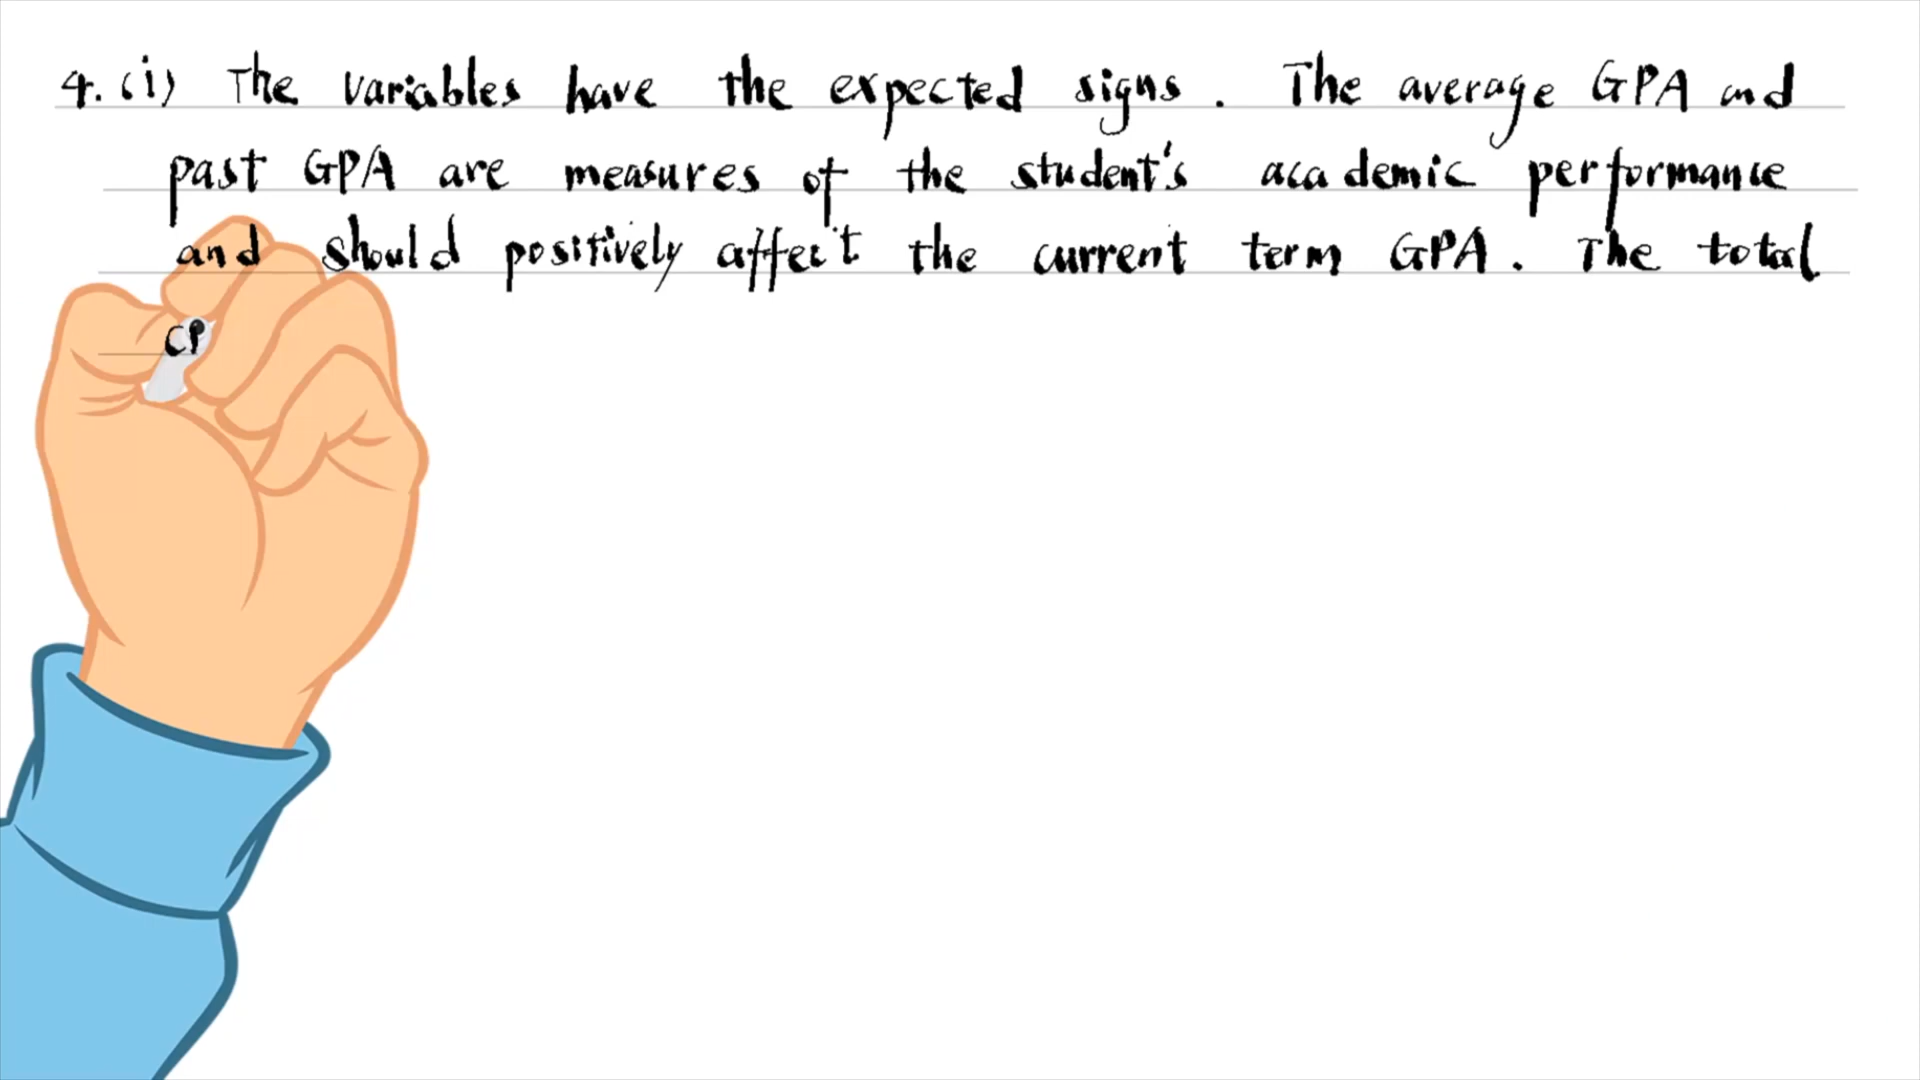 4. (i) The variables have the expected signs. The average GPA and
past GPA are measures of the student's academic performance
and should positively affect the current term GPA. The total